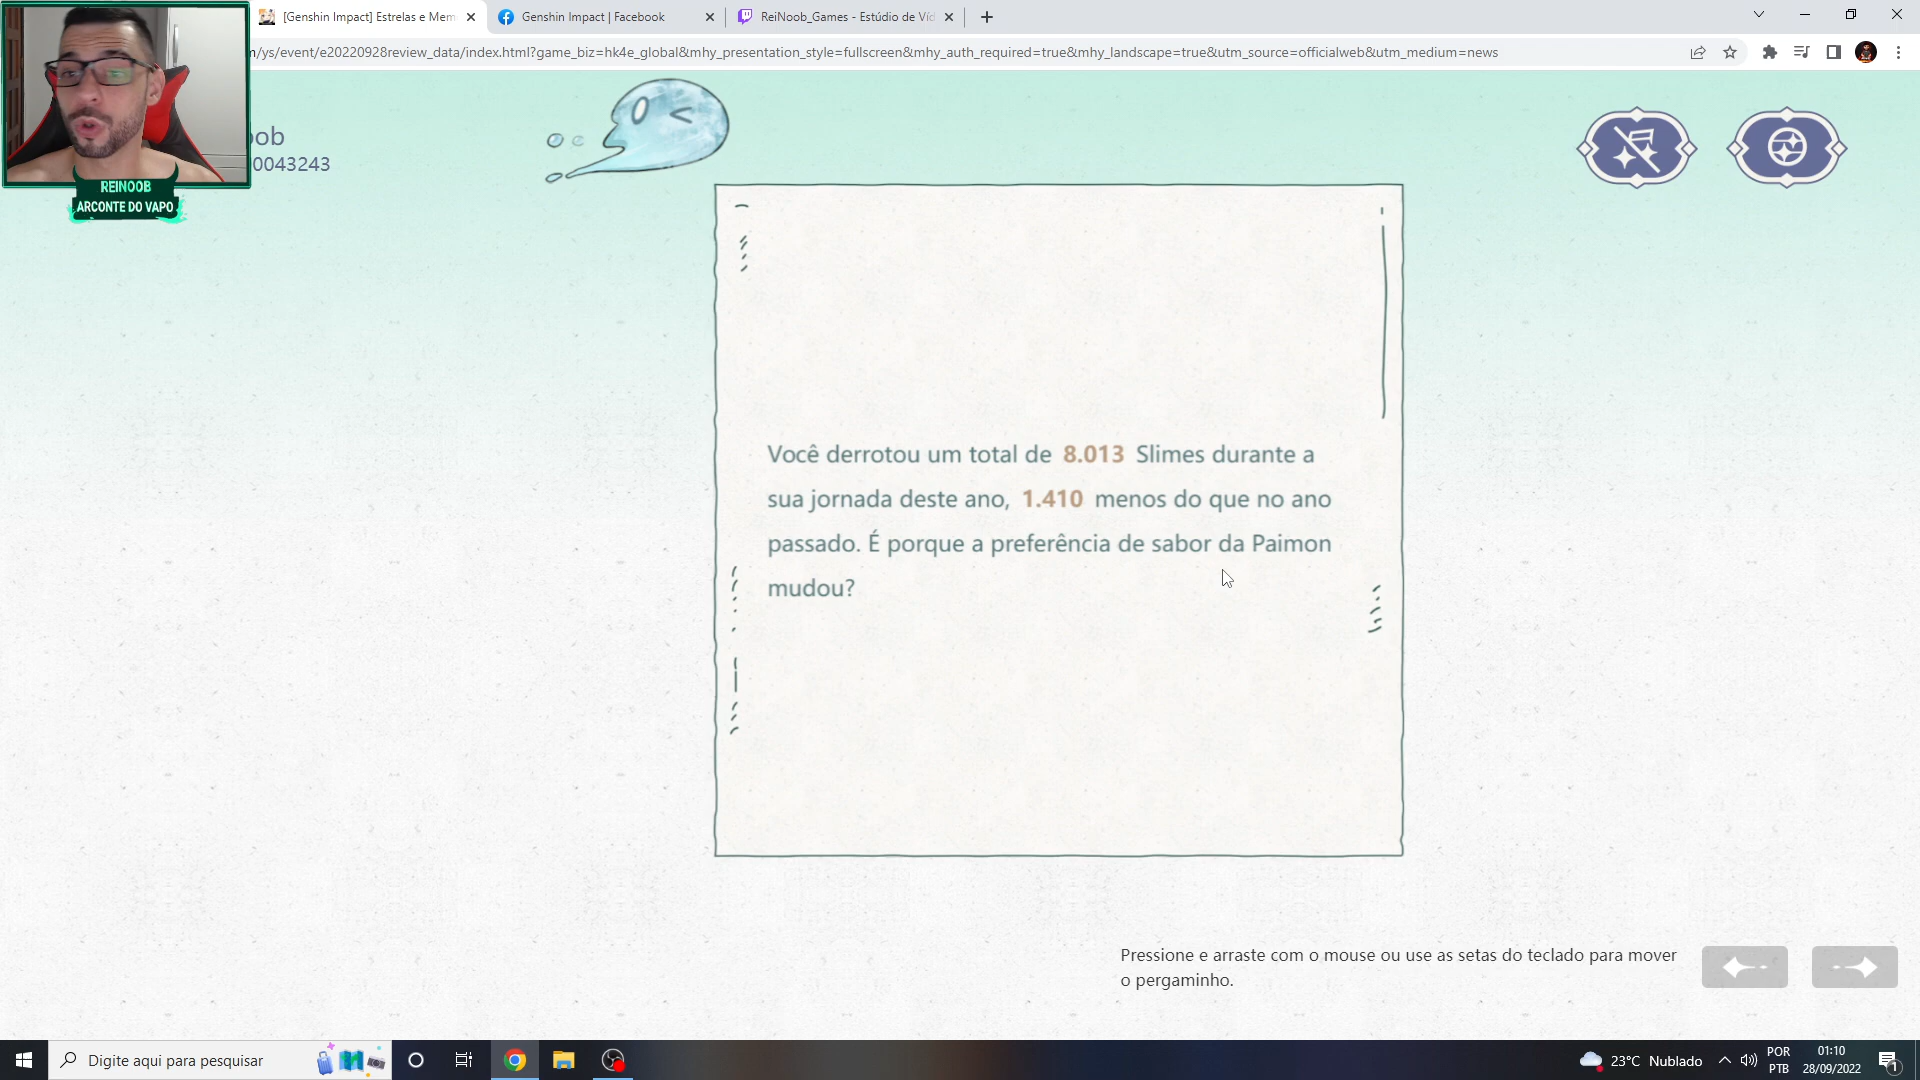 [Genshin Impact] Estrelas e Mem
Genshin Impact | Facebook
ReiNoob_Games - Estúdio de Víd
/ys/event/e20220928review_data/index.html?game_biz=hk4e_global&mhy_presentation_style=fullscreen&mhy_auth_required=true&mhy_landscape=true&utm_source=officialweb&utm_medium=news
oob
0043243
REINOOB
ARCONTE DO VAPO
Você derrotou um total de 8.013 Slimes durante a
sua jornada deste ano, 1.410 menos do que no ano
passado. É porque a preferência de sabor da Paimon
mudou?
Pressione e arraste com o mouse ou use as setas do teclado para mover
o pergaminho.
Digite aqui para pesquisar
23°C Nublado
POR
PTB
01:10
28/09/2022
1